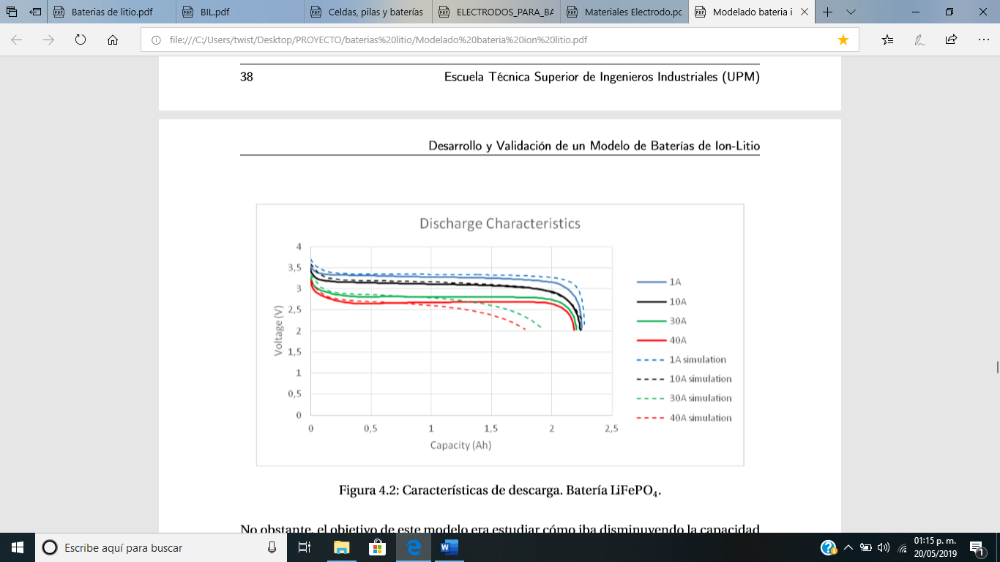 Baterias de litio.pdf
BIL.pdf
Celdas, pilas y baterías
ELECTRODOS_PARA_BA
Materiales Electrodo.pc
Modelado bateria i
file:///C:/Users/twist/Desktop/PROYECTO/baterias%20litio/Modelado%20bateria%20ion%20litio.pdf
38 Escuela Técnica Superior de Ingenieros Industriales (UPM)
Desarrollo y Validación de un Modelo de Baterías de Ion-Litio
Discharge Characteristics
Voltage (V)
4
3,5
3
2,5
2
1,5
1
0,5
0
0 0,5 1 1,5 2 2,5
Capacity (Ah)
1A
10A
30A
40A
1A simulation
10A simulation
30A simulation
40A simulation
Figura 4.2: Características de descarga. Batería LiFePO₄.
No obstante, el objetivo de este modelo era estudiar cómo iba disminuyendo la capacidad
Escribe aquí para buscar
01:15 p. m.
20/05/2019
1